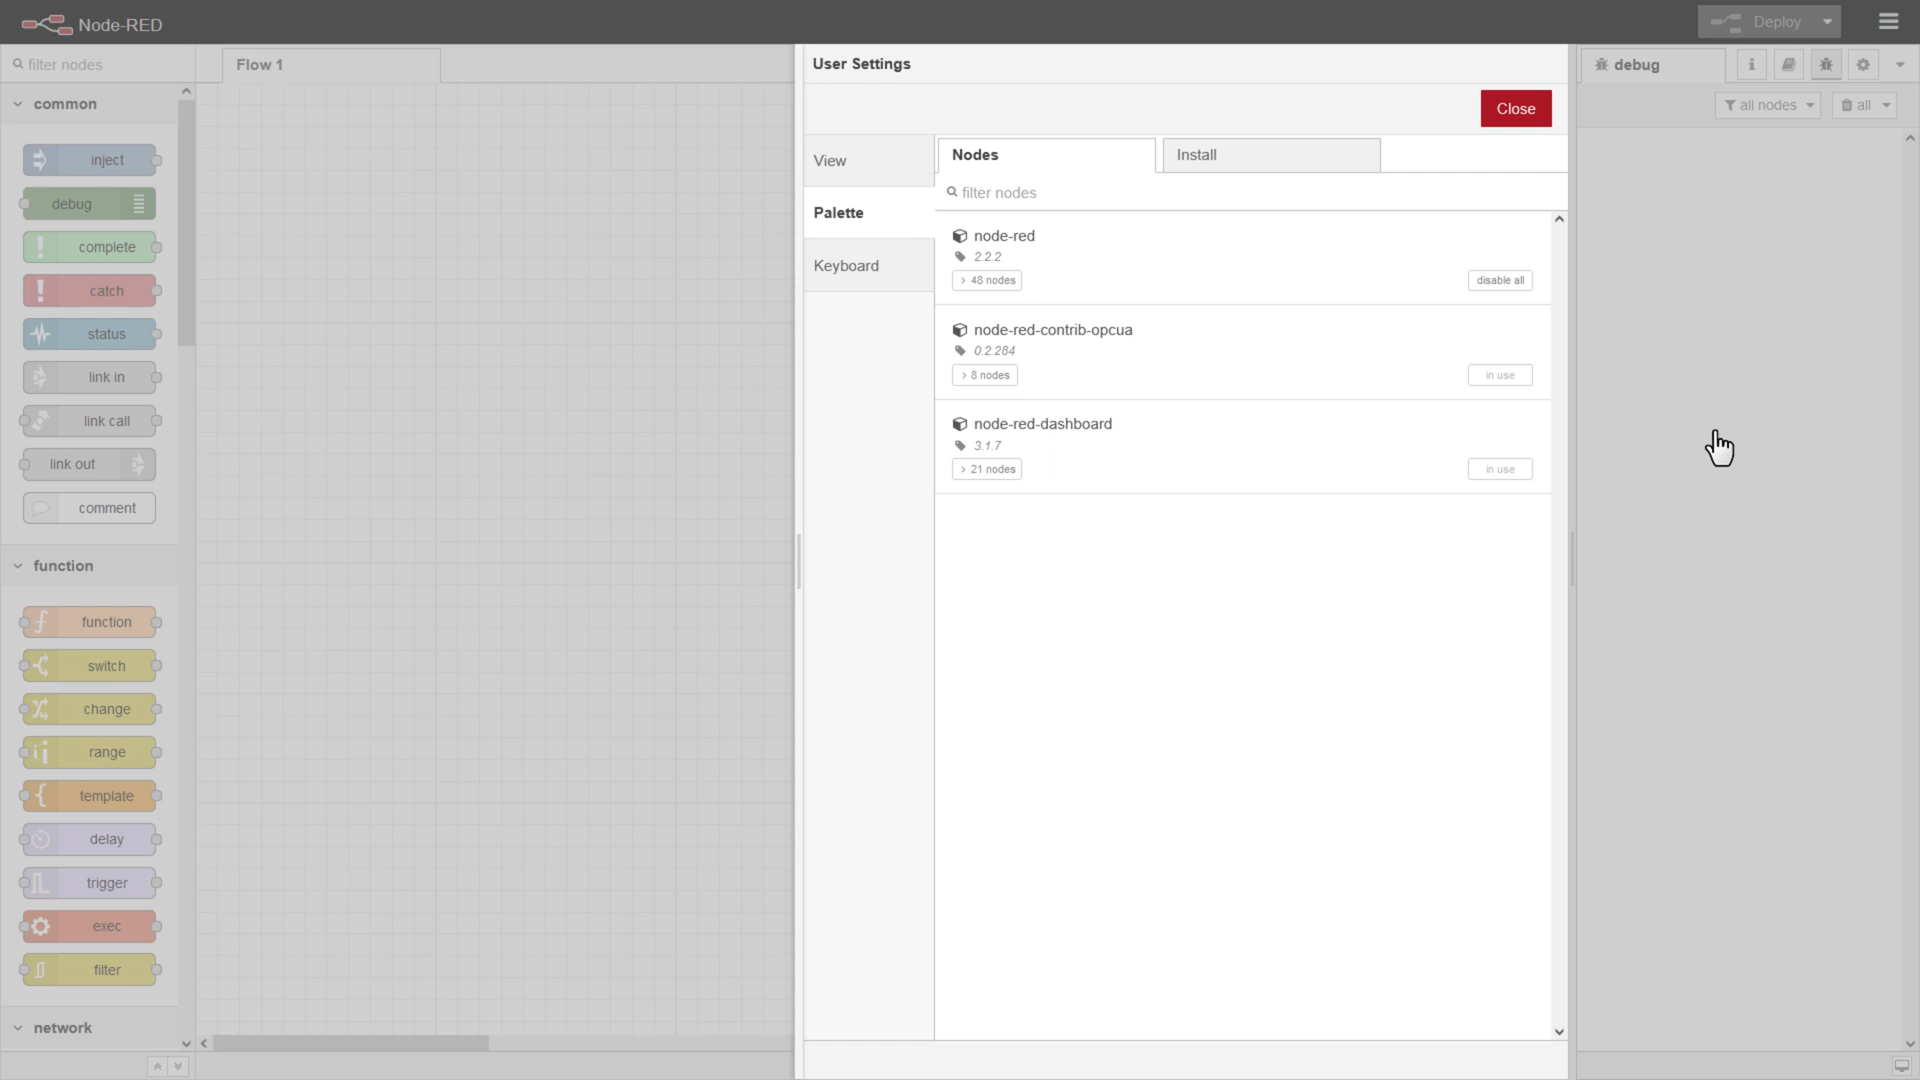 Node-RED
Deploy
filter nodes
common
inject
debug
complete
catch
status
link in
link call
link out
comment
function
function
switch
change
range
template
delay
trigger
exec
filter
network
Flow 1
User Settings
Close
View
Palette
Keyboard
Nodes
Install
filter nodes
node-red
2.2.2
48 nodes
disable all
node-red-contrib-opcua
0.2.284
8 nodes
in use
node-red-dashboard
3.1.7
21 nodes
in use
debug
i
all nodes
all